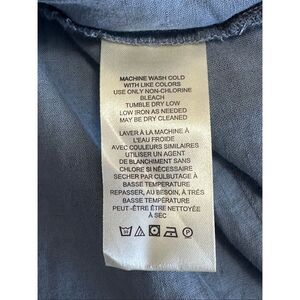 MACHINE WASH COLD
WITH LIKE COLORS
USE ONLY NON-CHLORINE
BLEACH
TUMBLE DRY LOW
LOW IRON AS NEEDED
MAY BE DRY CLEANED
LAVER À LA MACHINE À
L'EAU FROIDE
AVEC COULEURS SIMILAIRES
UTILISER UN AGENT
DE BLANCHIMENT SANS
CHLORE SI NÉCESSAIRE
SECHER PAR CULBUTAGE À
BASSE TEMPÉRATURE
REPASSER, AU BESOIN, À TRÈS
BASSE TEMPÉRATURE
PEUT -ÊTRE ÊTRE NETTOYÉE
À SEC
P